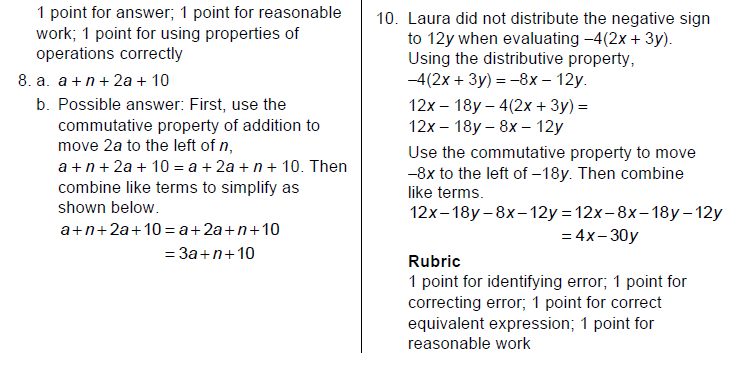 1 point for answer; 1 point for reasonable
work; 1 point for using properties of
operations correctly
8. a. a + n + 2a + 10
b. Possible answer: First, use the
commutative property of addition to
move 2a to the left of n,
a + n + 2a + 10 = a + 2a + n + 10. Then
combine like terms to simplify as
shown below.
a+n+2a+10 = a+2a+n+10
= 3a+n+10
10. Laura did not distribute the negative sign
to 12y when evaluating –4(2x + 3y).
Using the distributive property,
–4(2x + 3y) = –8x – 12y.
12x – 18y – 4(2x + 3y) =
12x – 18y – 8x – 12y
Use the commutative property to move
–8x to the left of –18y. Then combine
like terms.
12x–18y–8x–12y = 12x–8x–18y–12y
= 4x–30y
Rubric
1 point for identifying error; 1 point for
correcting error; 1 point for correct
equivalent expression; 1 point for
reasonable work